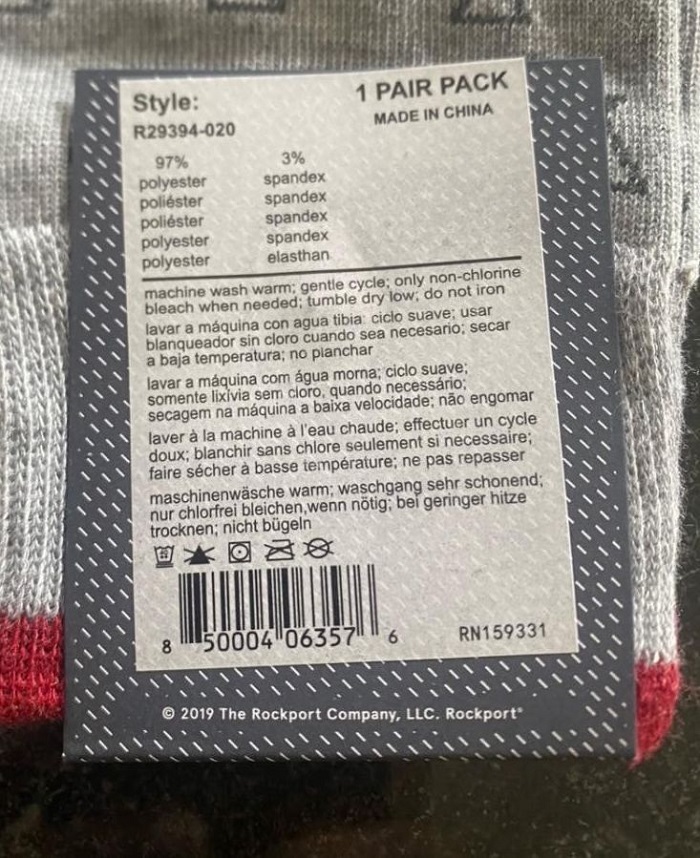 Style:
1 PAIR PACK
R29394-020
MADE IN CHINA
97% 3%
polyester spandex
poliéster spandex
poliéster spandex
polyester spandex
polyester elasthan
machine wash warm; gentle cycle; only non-chlorine
bleach when needed; tumble dry low; do not iron
lavar a máquina con agua tibia: ciclo suave; usar
blanqueador sin cloro cuando sea necesario; secar
a baja temperatura; no planchar
lavar a máquina com água morna; ciclo suave;
somente lixívia sem cloro, quando necessário;
secagem na máquina a baixa velocidade; não engomar
laver à la machine à l'eau chaude; effectuer un cycle
doux; blanchir sans chlore seulement si necessaire;
faire sécher à basse température; ne pas repasser
maschinenwäsche warm; waschgang sehr schonend;
nur chlorfrei bleichen,wenn nötig; bei geringer hitze
trocknen; nicht bügeln
8 50004 06357 6
RN159331
© 2019 The Rockport Company, LLC. Rockport®